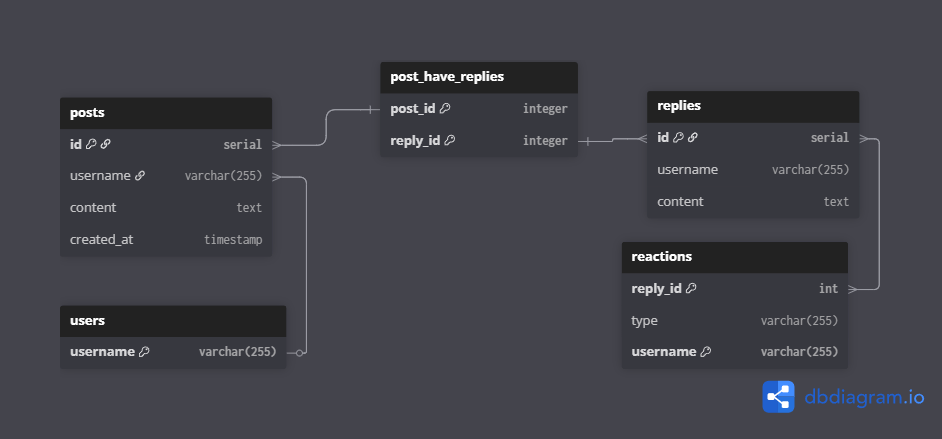 posts
id serial
username varchar(255)
content text
created_at timestamp
users
username varchar(255)
post_have_replies
post_id integer
reply_id integer
replies
id serial
username varchar(255)
content text
reactions
reply_id int
type varchar(255)
username varchar(255)
dbdiagram.io